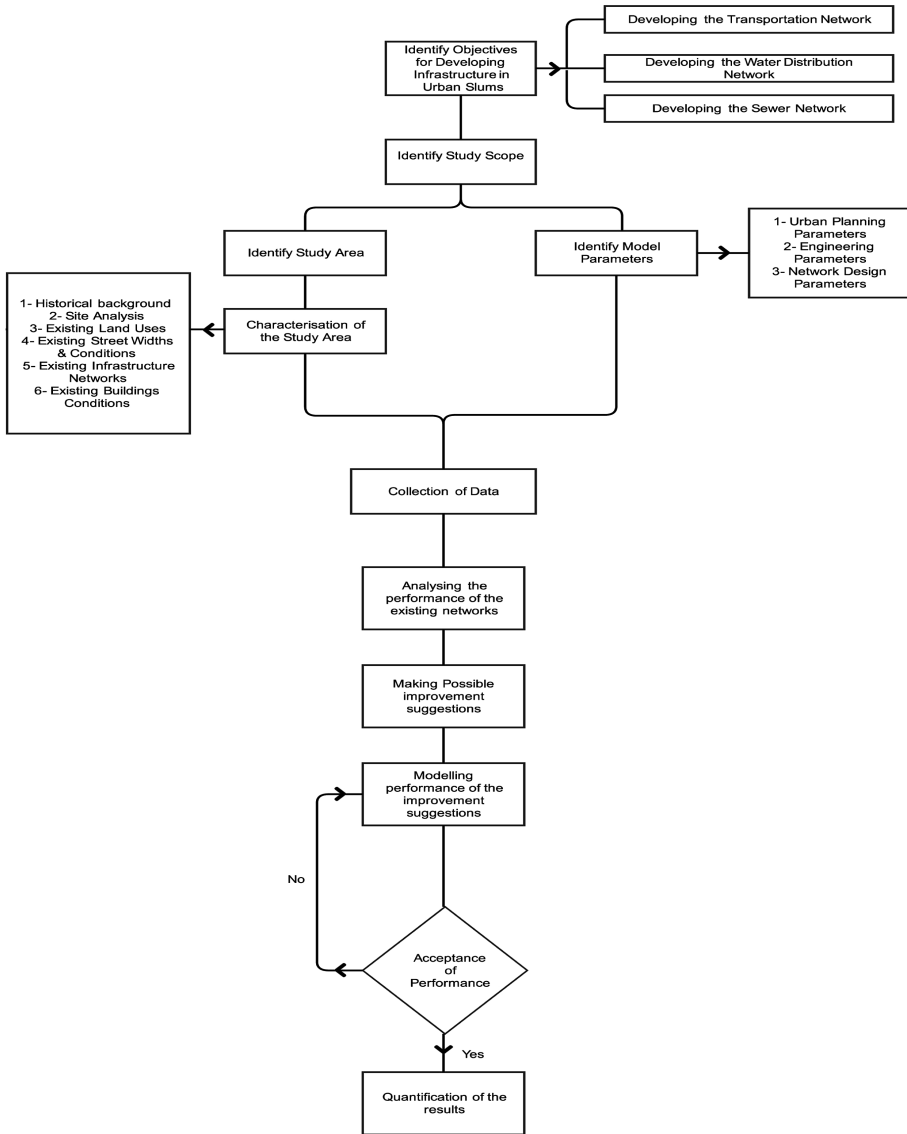 Identify Objectives
for Developing
Infrastructure in
Urban Slums
Developing the Transportation Network
Developing the Water Distribution
Network
Developing the Sewer Network
Identify Study Scope
Identify Study Area
Identify Model
Parameters
1- Urban Planning
Parameters
2- Engineering
Parameters
3- Network Design
Parameters
Characterisation of
the Study Area
1- Historical background
2- Site Analysis
3- Existing Land Uses
4- Existing Street Widths
& Conditions
5- Existing Infrastructure
Networks
6- Existing Buildings
Conditions
Collection of Data
Analysing the
performance of the
existing networks
Making Possible
improvement
suggestions
Modelling
performance of the
improvement
suggestions
No
Acceptance
of
Performance
Yes
Quantification of the
results